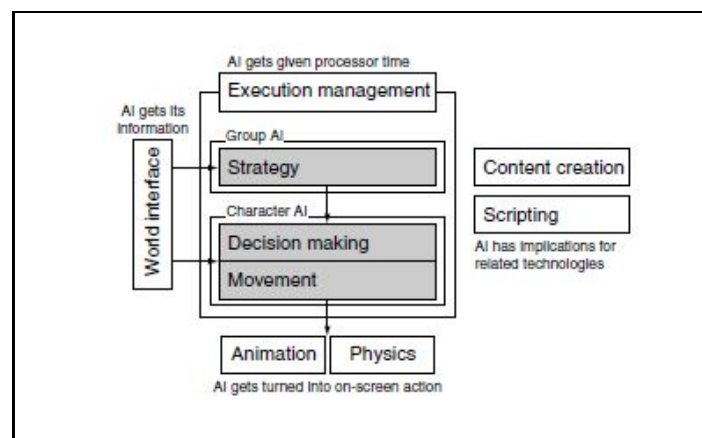 AI gets given processor time
Execution management
AI gets its
information
Group AI
Strategy
World interface
Character AI
Decision making
Movement
Content creation
Scripting
AI has implications for
related technologies
Animation
Physics
AI gets turned into on-screen action